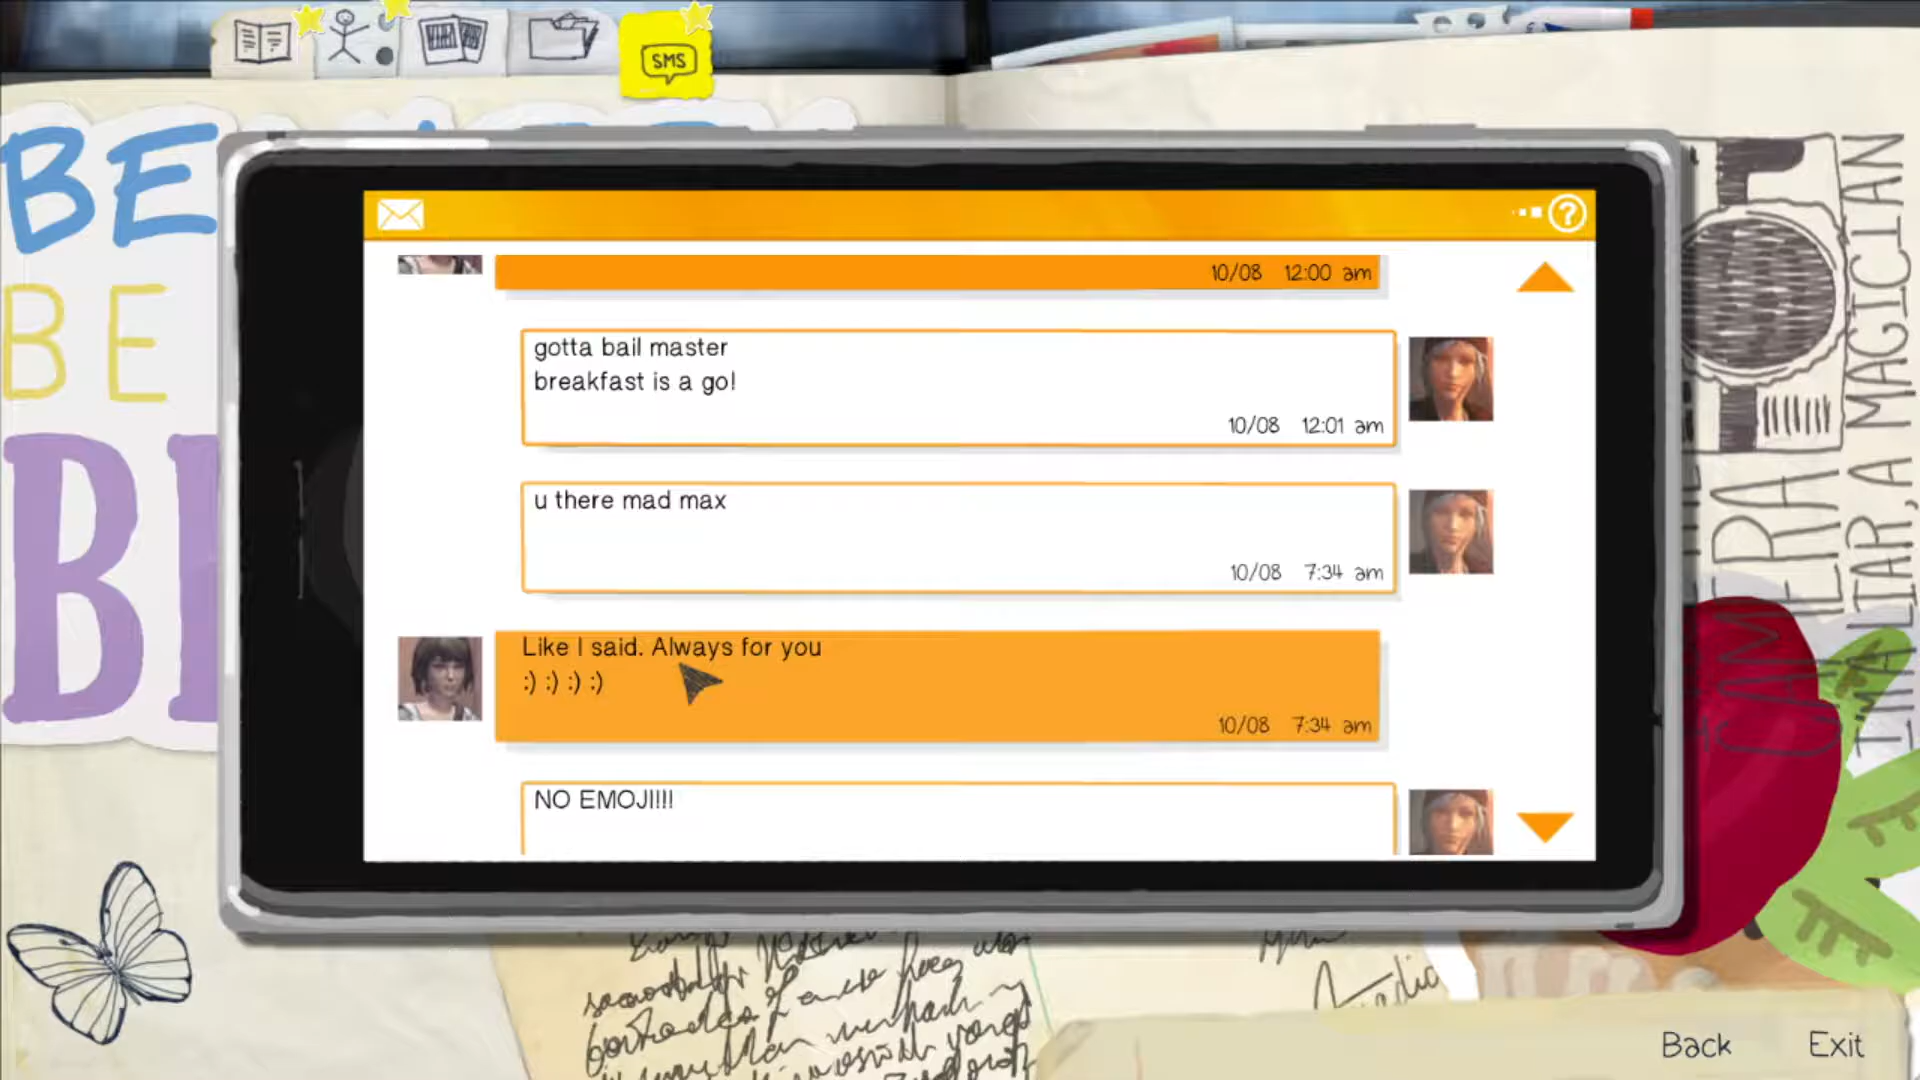 SMS
BE
BE
10/08 12:00 am
gotta bail master
breakfast is a go!
10/08 12:01 am
u there mad max
10/08 7:34 am
Like I said. Always for you
:) :) :) :)
10/08 7:34 am
NO EMOJI!!!!
A MAGICIAN
LIAR,
Back
Exit